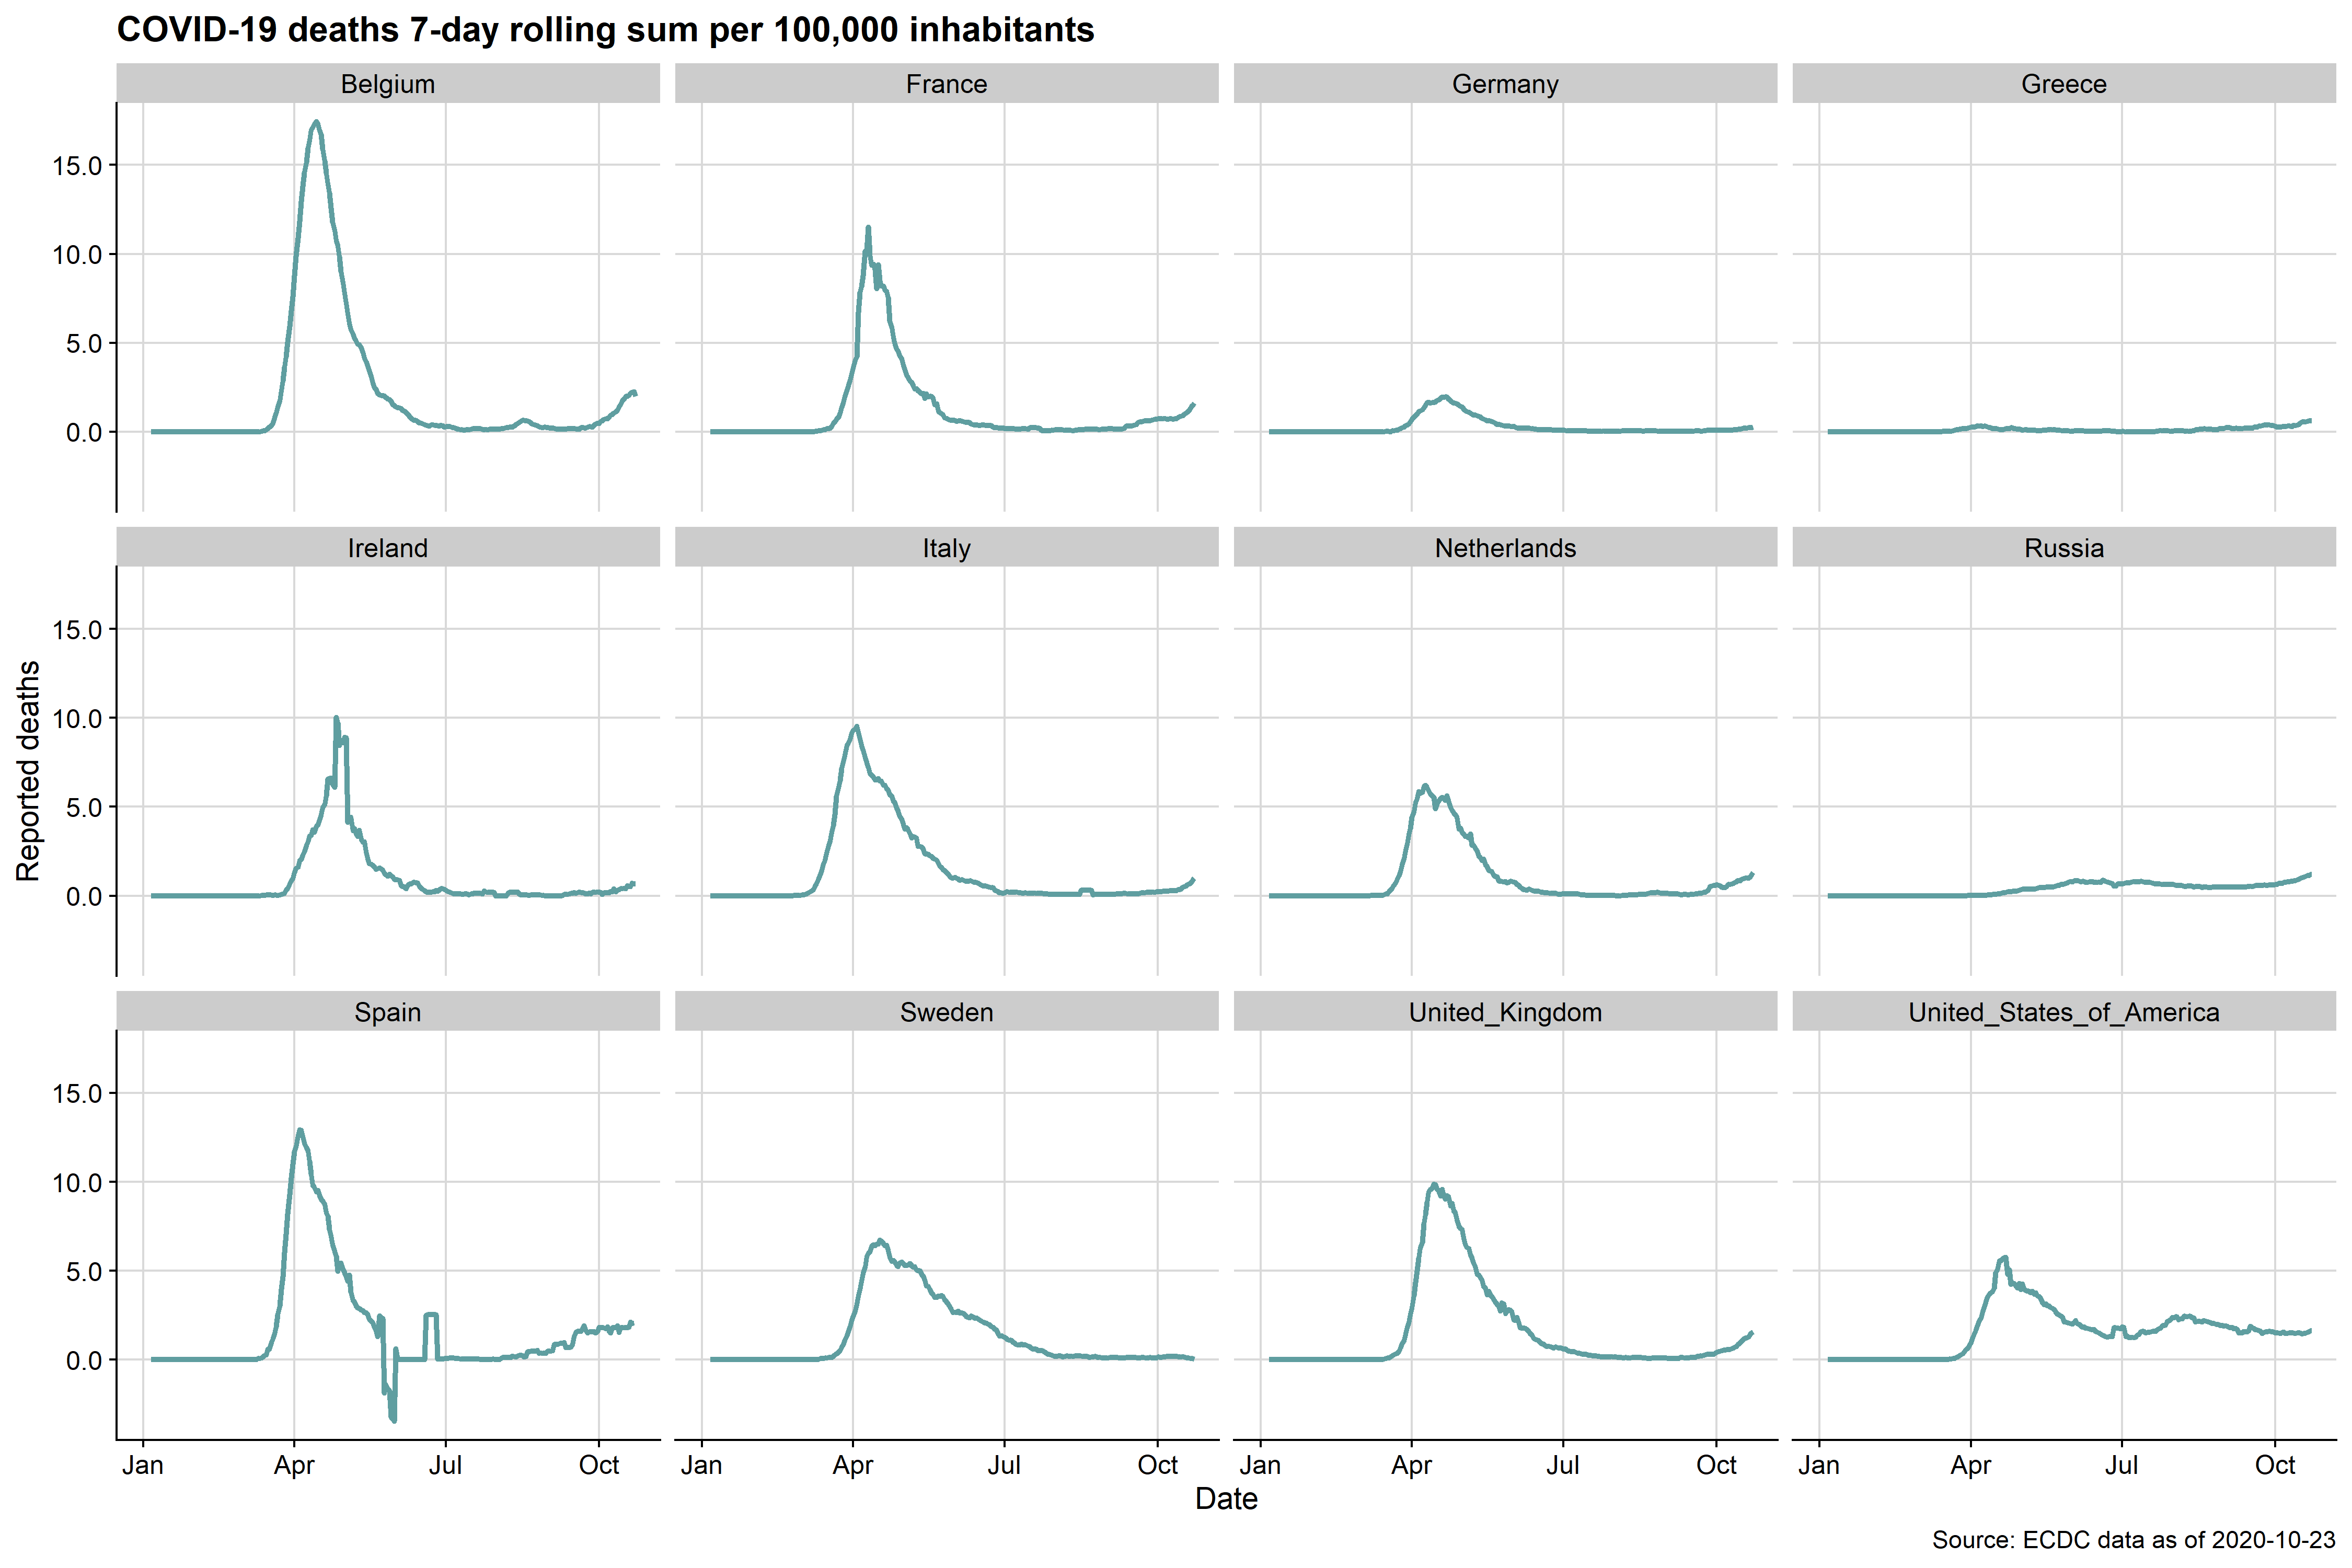 COVID-19 deaths 7-day rolling sum per 100,000 inhabitants
Belgium France Germany Greece
15.0
10.0
5.0
0.0
Ireland Italy Netherlands Russia
15.0
10.0
5.0
0.0
Reported deaths
Spain Sweden United_Kingdom United_States_of_America
15.0
10.0
5.0
0.0
Jan Apr Jul Oct Jan Apr Jul Oct Jan Apr Jul Oct Jan Apr Jul Oct
Date
Source: ECDC data as of 2020-10-23